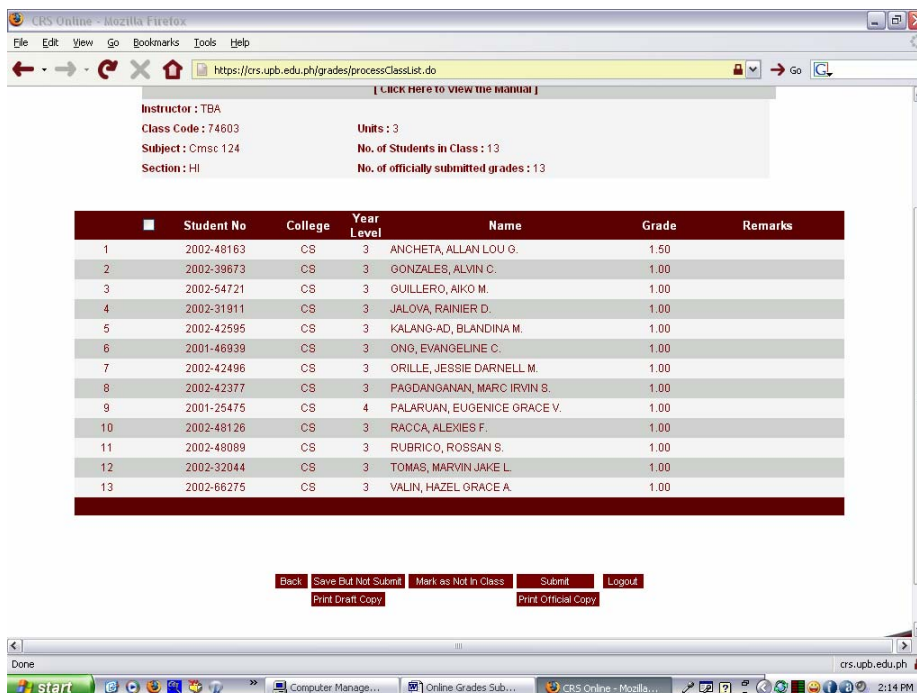 CRS Online - Mozilla Firefox
File Edit View Go Bookmarks Tools Help
https://crs.upb.edu.ph/grades/processClassList.do Go
[ Click Here to View the Manual ]
Instructor : TBA
Class Code : 74603 Units : 3
Subject : Cmsc 124 No. of Students in Class : 13
Section : HI No. of officially submitted grades : 13
Student No College Year Level Name Grade Remarks
1 2002-48163 CS 3 ANCHETA, ALLAN LOU G. 1.50
2 2002-39673 CS 3 GONZALES, ALVIN C. 1.00
3 2002-54721 CS 3 GUILLERO, AIKO M. 1.00
4 2002-31911 CS 3 JALOVA, RAINIER D. 1.00
5 2002-42595 CS 3 KALANG-AD, BLANDINA M. 1.00
6 2001-46939 CS 3 ONG, EVANGELINE C. 1.00
7 2002-42496 CS 3 ORILLE, JESSIE DARNELL M. 1.00
8 2002-42377 CS 3 PAGDANGANAN, MARC IRVIN S. 1.00
9 2001-25475 CS 4 PALARUAN, EUGENICE GRACE V. 1.00
10 2002-48126 CS 3 RACCA, ALEXIES F. 1.00
11 2002-48089 CS 3 RUBRICO, ROSSAN S. 1.00
12 2002-32044 CS 3 TOMAS, MARVIN JAKE L. 1.00
13 2002-66275 CS 3 VALIN, HAZEL GRACE A. 1.00
Back Save But Not Submit Mark as Not In Class Submit Logout
Print Draft Copy Print Official Copy
Done crs.upb.edu.ph
start Computer Manage... Online Grades Sub... CRS Online - Mozilla... 2:14 PM